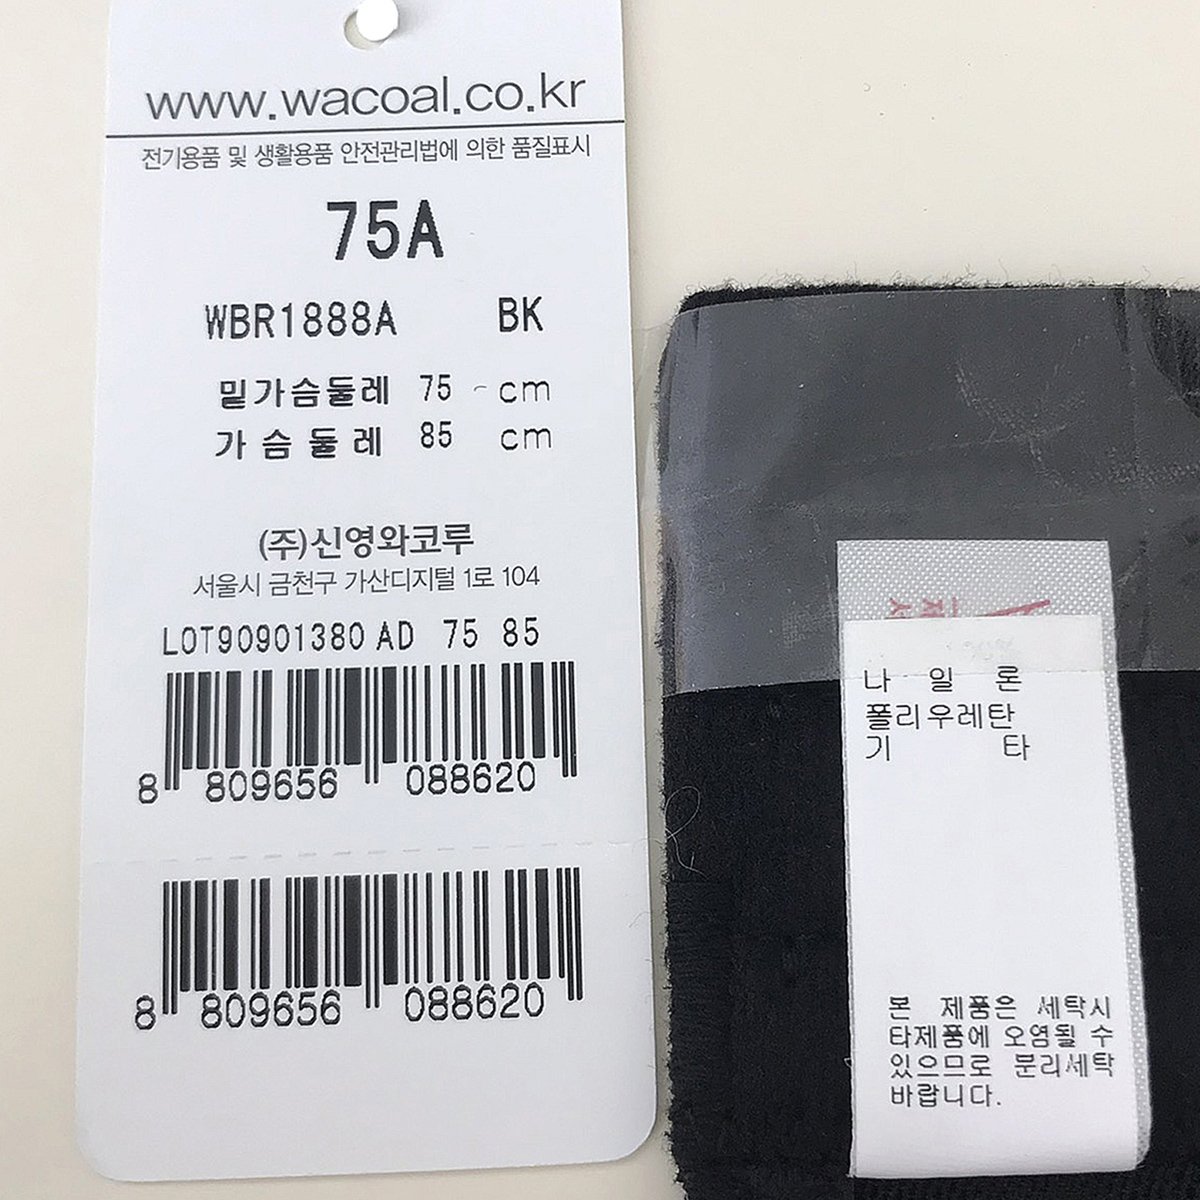 www.wacoal.co.kr
전기용품 및 생활용품 안전관리법에 의한 품질표시
75A
WBR1888A BK
밑가슴둘레 75 ~ cm
가슴둘레 85 cm
(주)신영와코루
서울시 금천구 가산디지털 1로 104
LOT90901380 AD 75 85
8 809656 088620
8 809656 088620
나 일 론
폴리우레탄
기 타
본 제품은 세탁시
타제품에 오염될 수
있으므로 분리세탁
바랍니다.